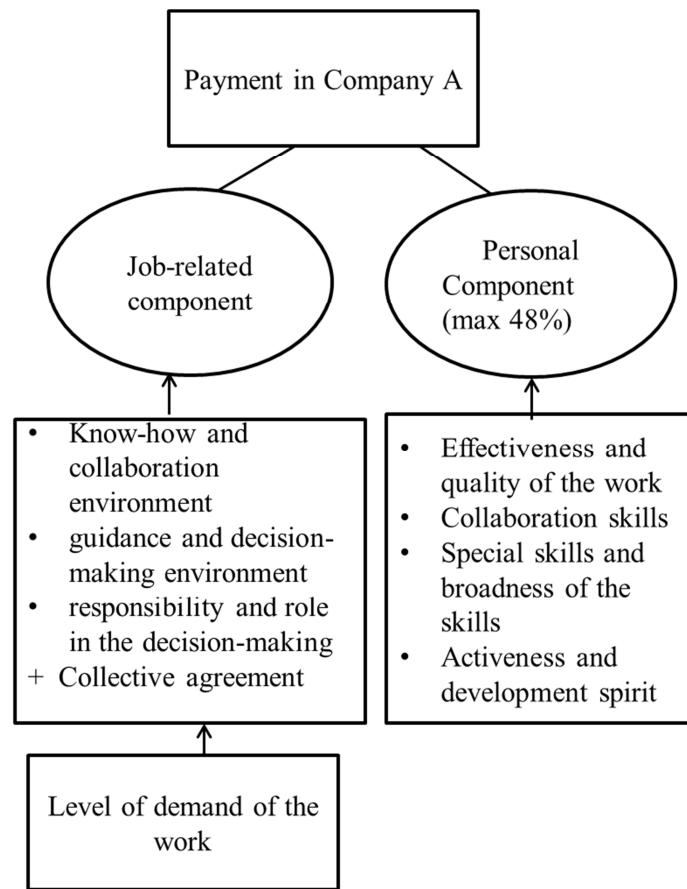 Payment in Company A
Job-related
component
Personal
Component
(max 48%)
• Know-how and
collaboration
environment
• guidance and decision-
making environment
• responsibility and role
in the decision-making
+ Collective agreement
• Effectiveness and
quality of the work
• Collaboration skills
• Special skills and
broadness of the
skills
• Activeness and
development spirit
Level of demand of the
work